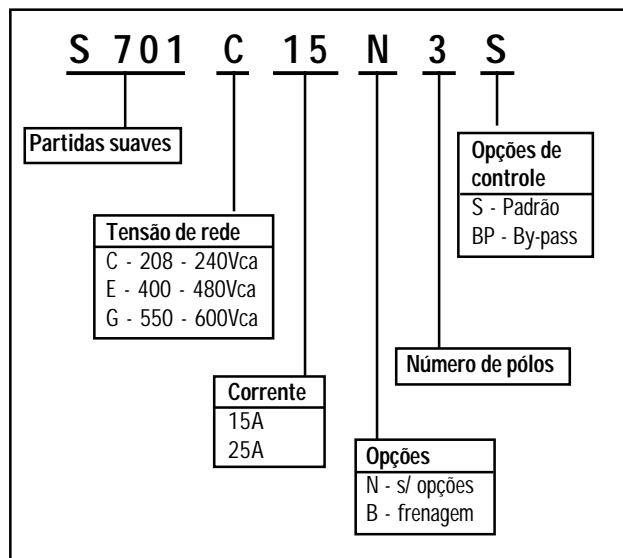 S 701 C 15 N 3 S
Partidas suaves
Opções de
controle
S - Padrão
BP - By-pass
Tensão de rede
C - 208 - 240Vca
E - 400 - 480Vca
G - 550 - 600Vca
Número de pólos
Corrente
15A
25A
Opções
N - s/ opções
B - frenagem